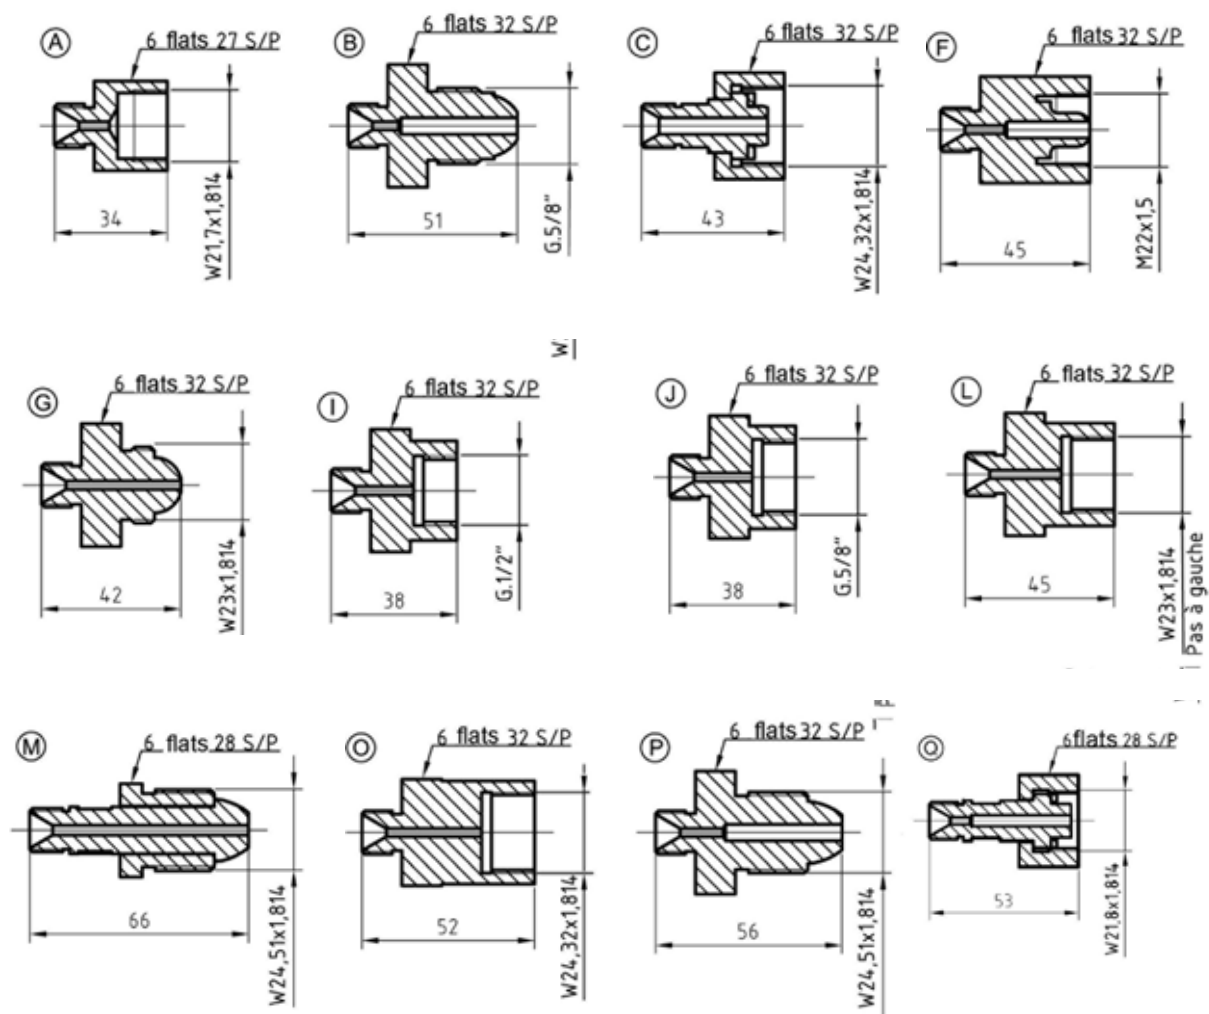 A
6 flats 27 S/P
34
W21,7x1,814
B
6 flats 32 S/P
51
G.5/8"
C
6 flats 32 S/P
43
W24,32x1,814
F
6 flats 32 S/P
45
M22x1,5
W
G
6 flats 32 S/P
42
W23x1,814
I
6 flats 32 S/P
38
G.1/2"
J
6 flats 32 S/P
38
G.5/8"
L
6 flats 32 S/P
45
W23x1,814
Pas à gauche
M
6 flats 28 S/P
66
W24,51x1,814
O
6 flats 32 S/P
52
W24,32x1,814
P
6 flats 32 S/P
56
W24,51x1,814
Q
6 flats 28 S/P
53
W21,8x1,814